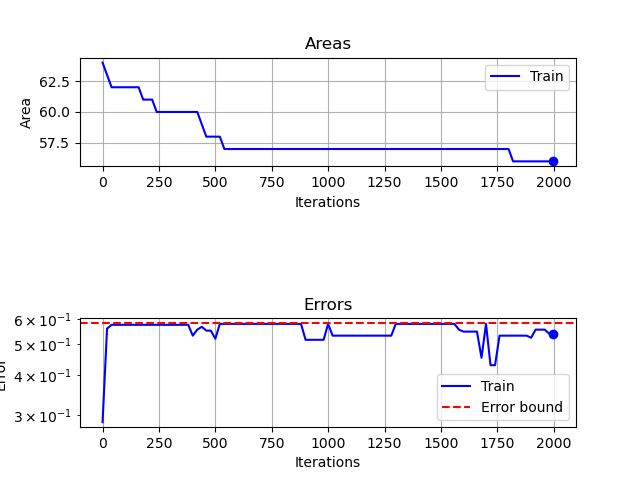 Areas
Area
62.5
60.0
57.5
Train
0 250 500 750 1000 1250 1500 1750 2000
Iterations
Errors
Error
6 × 10⁻¹
5 × 10⁻¹
4 × 10⁻¹
3 × 10⁻¹
Train
Error bound
0 250 500 750 1000 1250 1500 1750 2000
Iterations